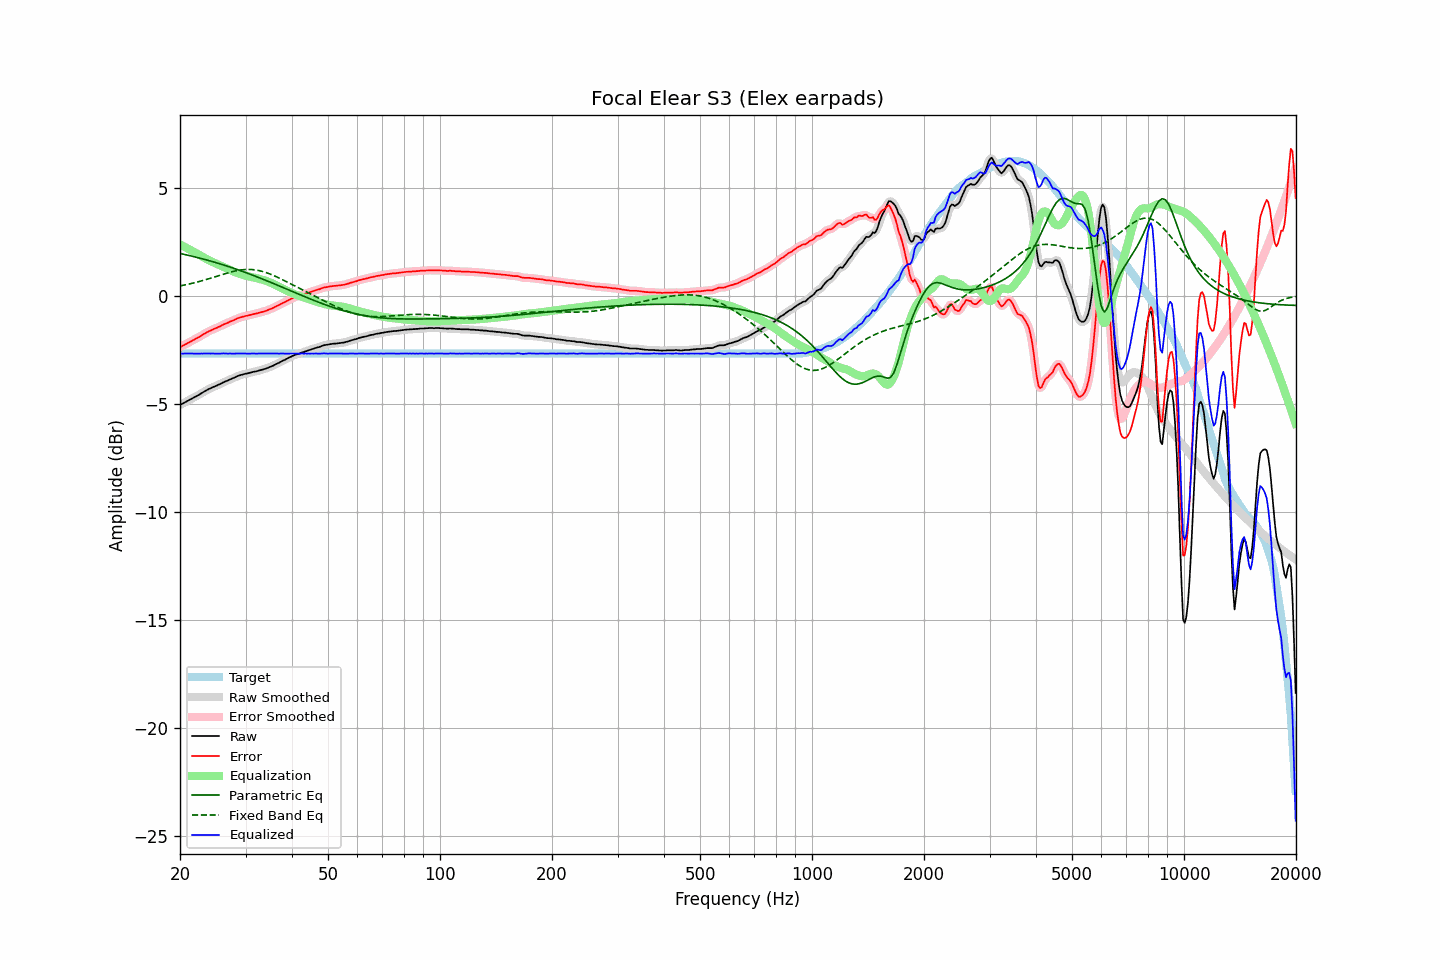 Focal Elear S3 (Elex earpads)
Amplitude (dBr)
5
0
−5
−10
−15
−20
−25
Target
Raw Smoothed
Error Smoothed
Raw
Error
Equalization
Parametric Eq
Fixed Band Eq
Equalized
20 50 100 200 500 1000 2000 5000 10000 20000
Frequency (Hz)